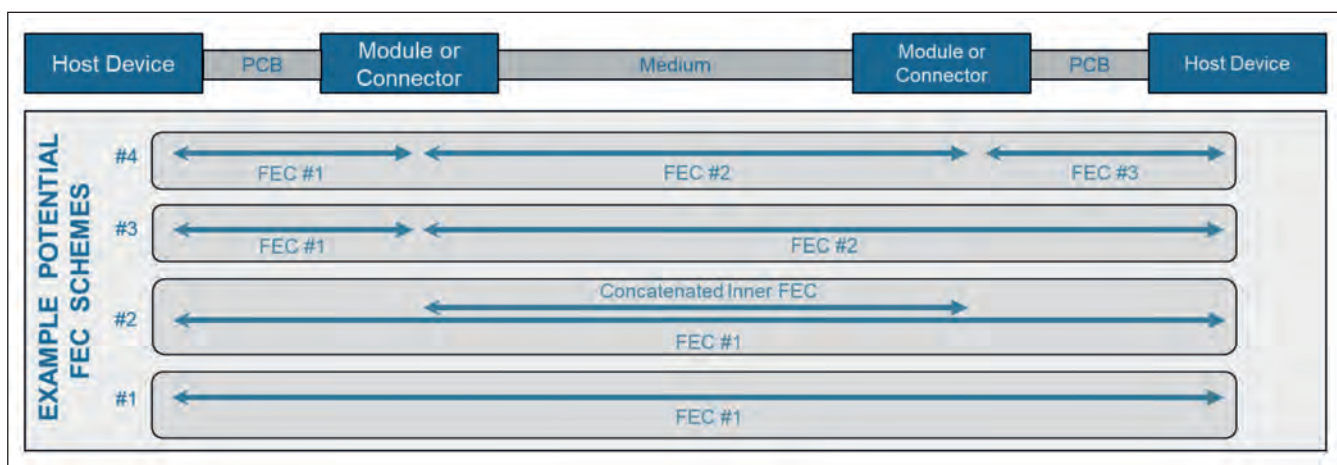 Host Device
PCB
Module or
Connector
Medium
Module or
Connector
PCB
Host Device
EXAMPLE POTENTIAL
FEC SCHEMES
#4
FEC #1
FEC #2
FEC #3
#3
FEC #1
FEC #2
#2
Concatenated Inner FEC
FEC #1
#1
FEC #1